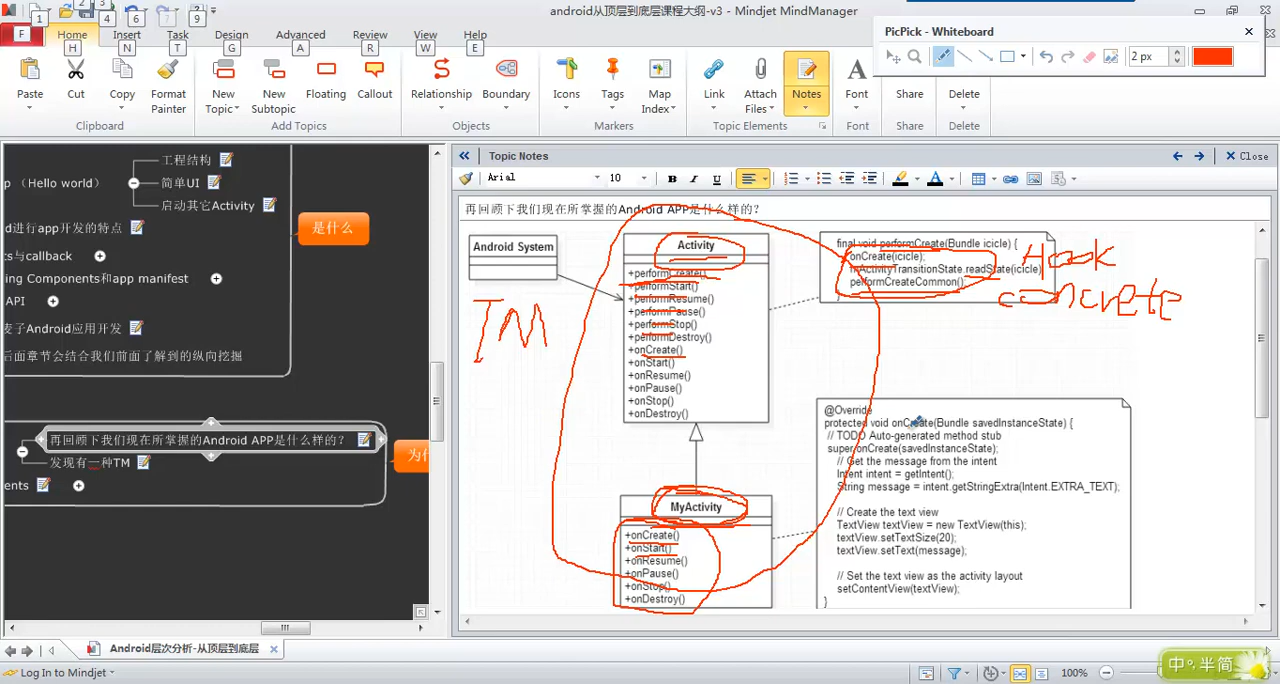 android从顶层到底层课程大纲-v3 - Mindjet MindManager
1 2 3 4 6 7 9
F Home Insert Task Design Advanced Review View Help
H N T G A R W E
PicPick - Whiteboard
2 px
Paste Cut Copy Format Painter New Topic New Subtopic Floating Callout Relationship Boundary Icons Tags Map Index Link Attach Files Notes Font Share Delete
Clipboard Add Topics Objects Markers Topic Elements Font Share Delete
工程结构
p （Hello world）
简单UI
启动其它Activity
是什么
d进行app开发的特点
t与callback
ing Components和app manifest
API
麦子Android应用开发
后面章节会结合我们前面了解到的纵向挖掘
再回顾下我们现在所掌握的Android APP是什么样的？
发现有一种TM
ents
为什
Topic Notes
Close
Arial 10 B I U
再回顾下我们现在所掌握的Android APP是什么样的？
Android System
Activity
+performCreate()
+performStart()
+performResume()
+performPause()
+performStop()
+performDestroy()
+onCreate()
+onStart()
+onResume()
+onPause()
+onStop()
+onDestroy()
final void performCreate(Bundle icicle) {
onCreate(icicle);
mActivityTransitionState.readState(icicle)
performCreateCommon();
}
Hook
concrete
TM
MyActivity
+onCreate()
+onStart()
+onResume()
+onPause()
+onStop()
+onDestroy()
@Override
protected void onCreate(Bundle savedInstanceState) {
// TODO Auto-generated method stub
super.onCreate(savedInstanceState);
// Get the message from the intent
Intent intent = getIntent();
String message = intent.getStringExtra(Intent.EXTRA_TEXT);
// Create the text view
TextView textView = new TextView(this);
textView.setTextSize(20);
textView.setText(message);
// Set the text view as the activity layout
setContentView(textView);
}
Android层次分析-从顶层到底层
Log In to Mindjet
100%
中 半 简